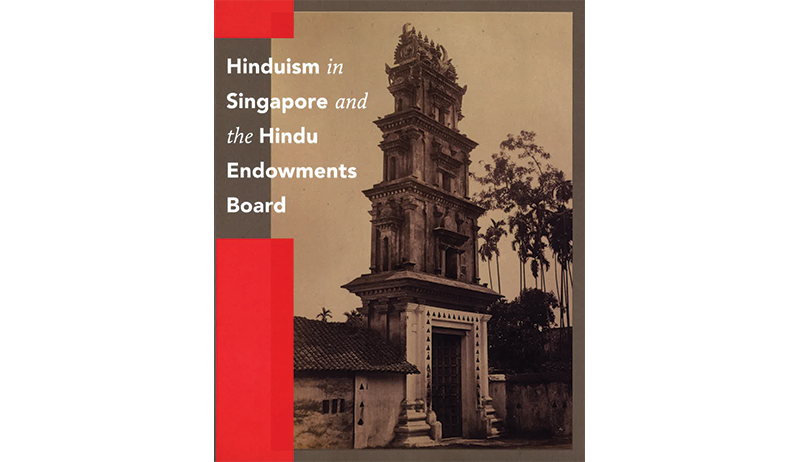 Hinduism in
Singapore and
the Hindu
Endowments
Board